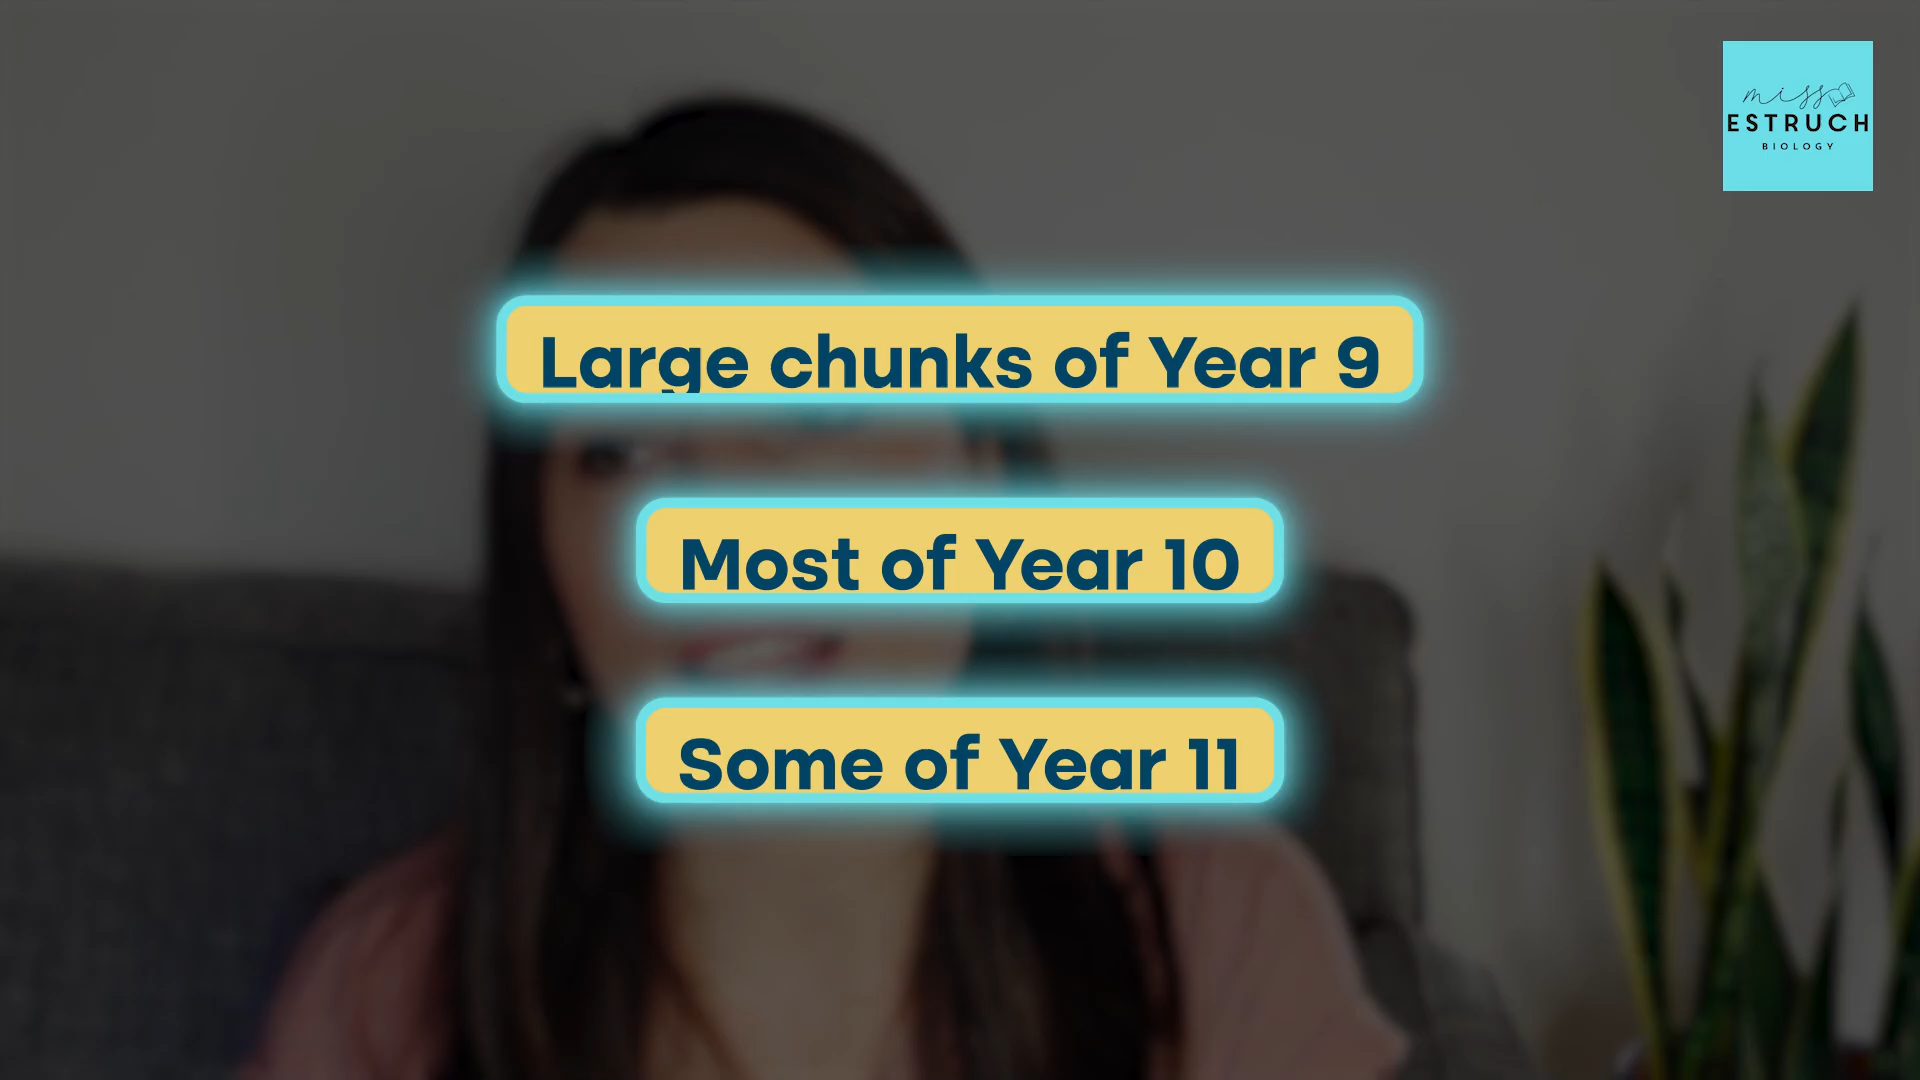 miss
ESTRUCH
BIOLOGY
Large chunks of Year 9
Most of Year 10
Some of Year 11